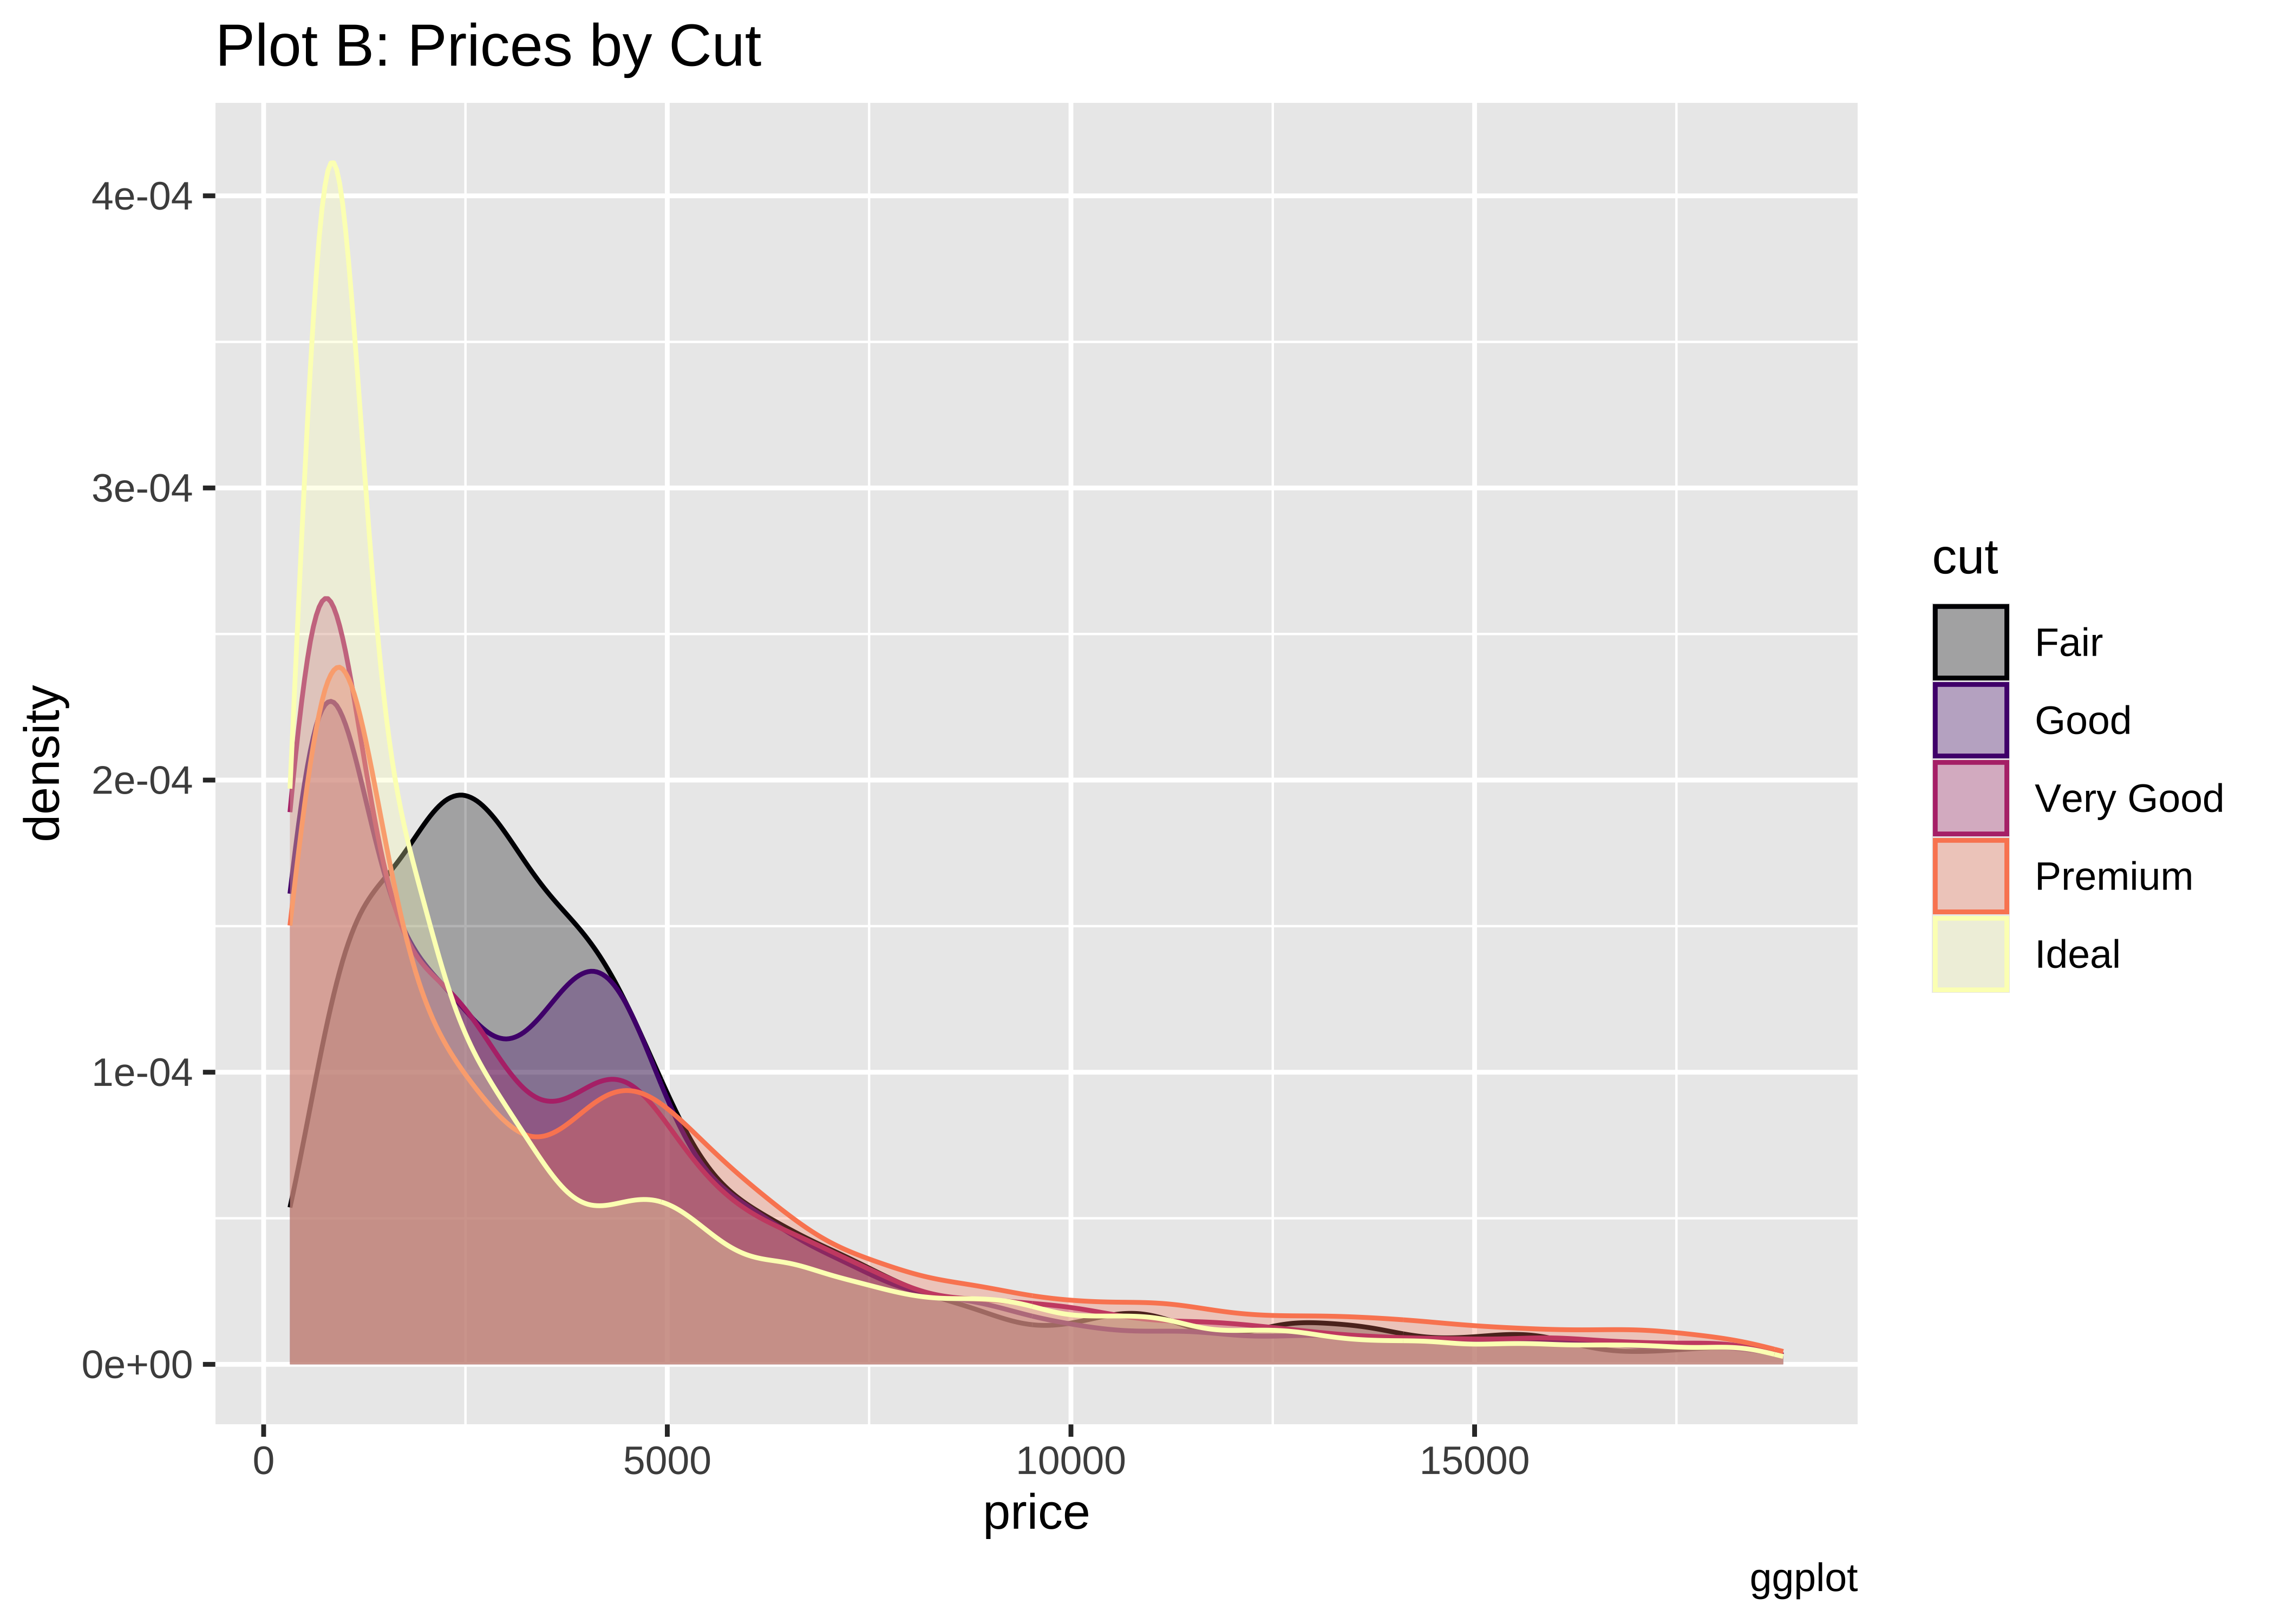 Plot B: Prices by Cut
4e-04
3e-04
2e-04
1e-04
0e+00
density
0
5000
10000
15000
price
cut
Fair
Good
Very Good
Premium
Ideal
ggplot